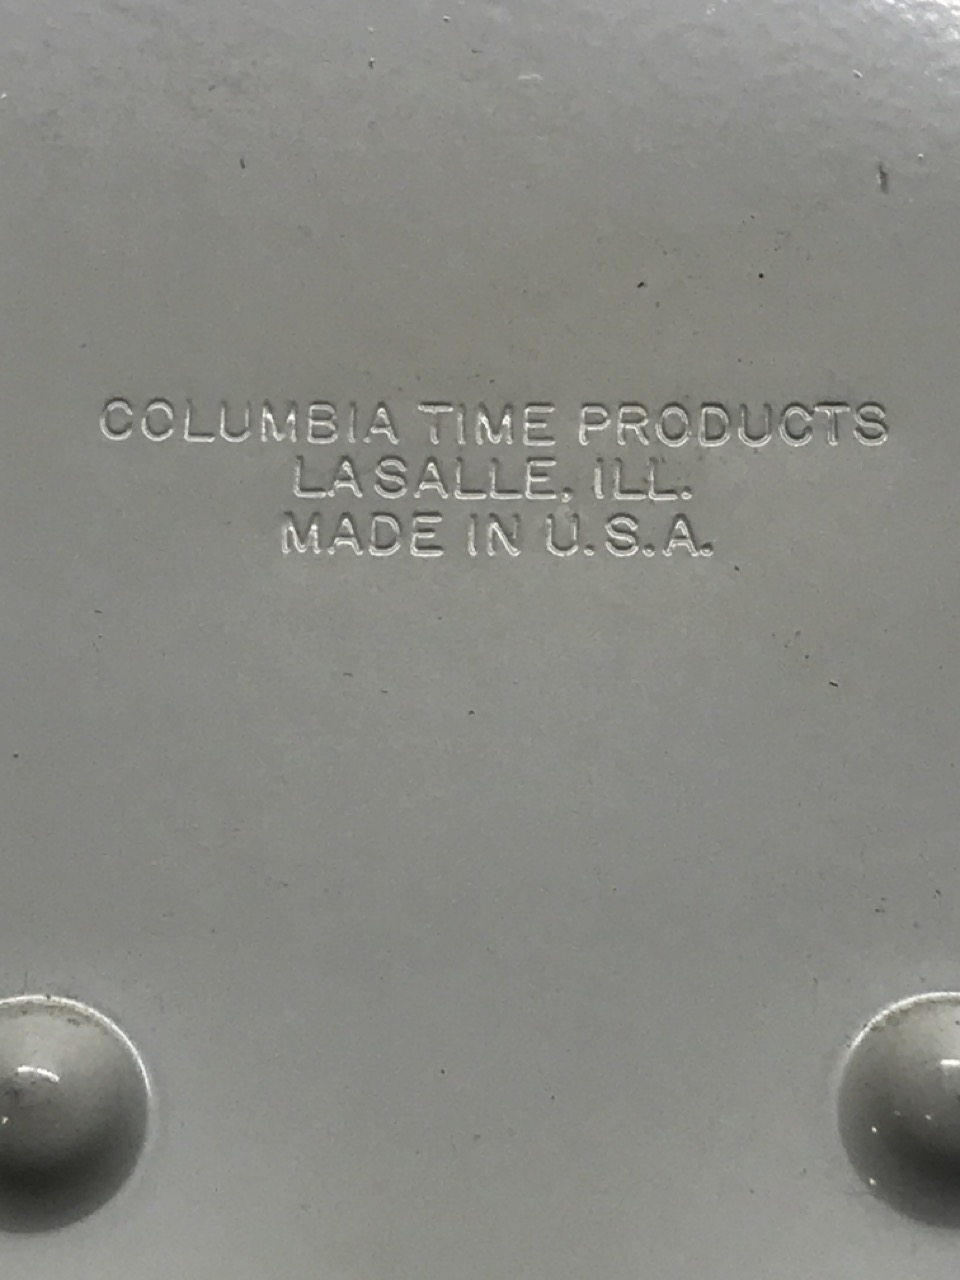 COLUMBIA TIME PRODUCTS
LASALLE, ILL.
MADE IN U.S.A.